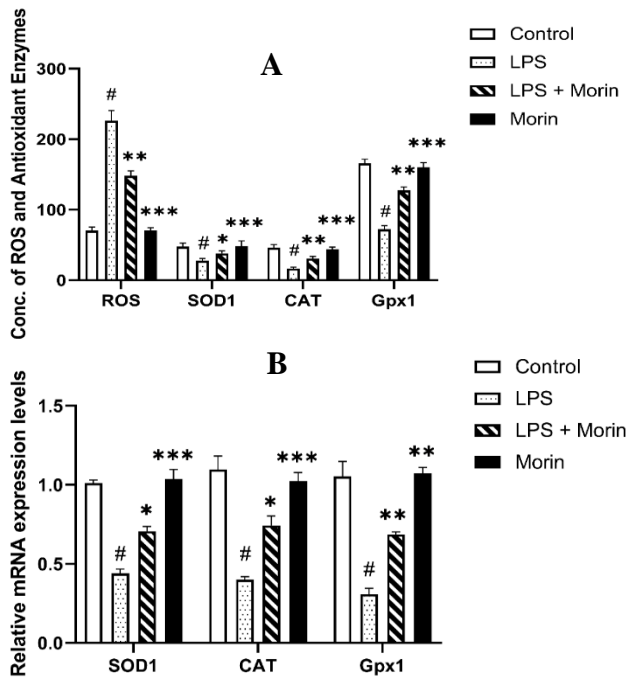 A
Control
LPS
LPS + Morin
Morin
Conc. of ROS and Antioxidant Enzymes
300
200
100
0
#
**
***
#
*
***
#
**
***
#
**
***
ROS
SOD1
CAT
Gpx1
B
Control
LPS
LPS + Morin
Morin
Relative mRNA expression levels
1.5
1.0
0.5
0.0
#
*
***
#
*
***
#
**
**
SOD1
CAT
Gpx1